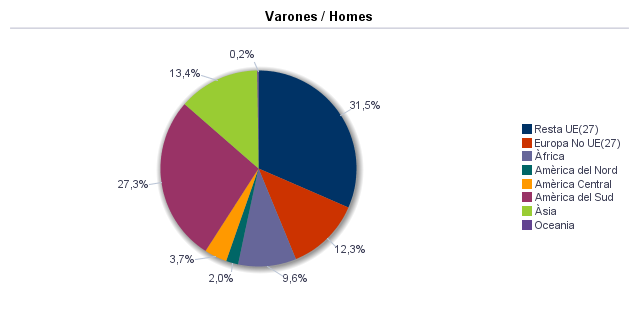 Varones / Homes
0,2%
13,4%
31,5%
27,3%
12,3%
3,7%
2,0%
9,6%
Resta UE(27)
Europa No UE(27)
Àfrica
Amèrica del Nord
Amèrica Central
Amèrica del Sud
Àsia
Oceania